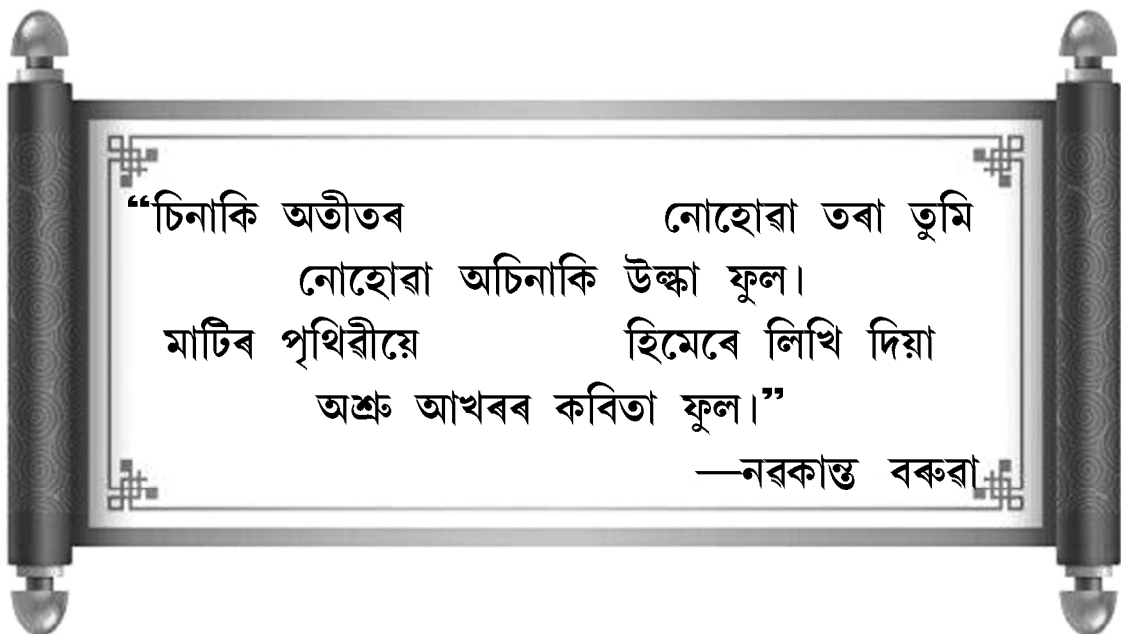 “চিনাকি অতীতৰ নোহোৱা তৰা তুমি
নোহোৱা অচিনাকি উল্কা ফুল।
মাটিৰ পৃথিৱীয়ে হিমেৰে লিখি দিয়া
অশ্রু আখৰৰ কবিতা ফুল।”
—নৱকান্ত বৰুৱা